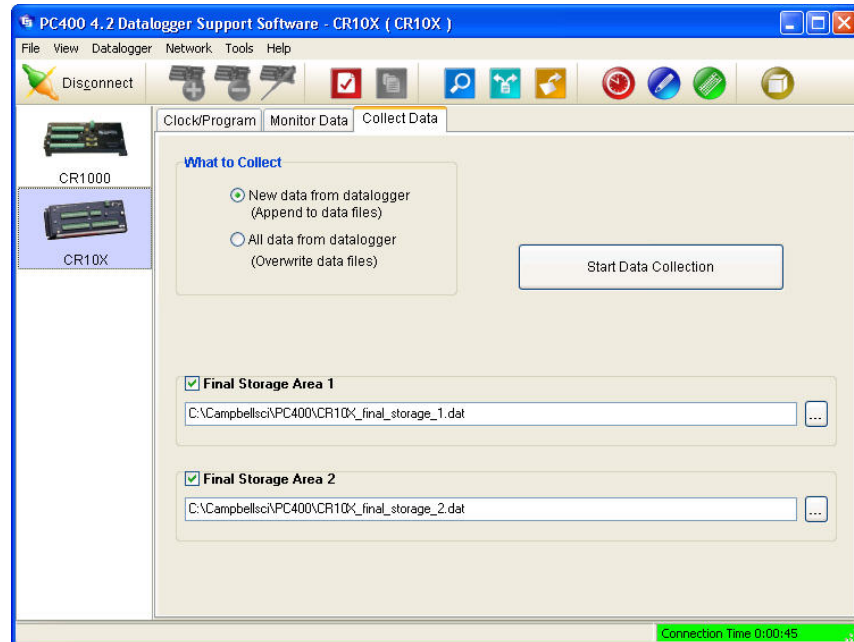 PC400 4.2 Datalogger Support Software - CR10X ( CR10X )
File View Datalogger Network Tools Help
Disconnect
Clock/Program Monitor Data Collect Data
CR1000
CR10X
What to Collect
New data from datalogger
(Append to data files)
All data from datalogger
(Overwrite data files)
Start Data Collection
Final Storage Area 1
C:\Campbellsci\PC400\CR10X_final_storage_1.dat
...
Final Storage Area 2
C:\Campbellsci\PC400\CR10X_final_storage_2.dat
...
Connection Time 0:00:45